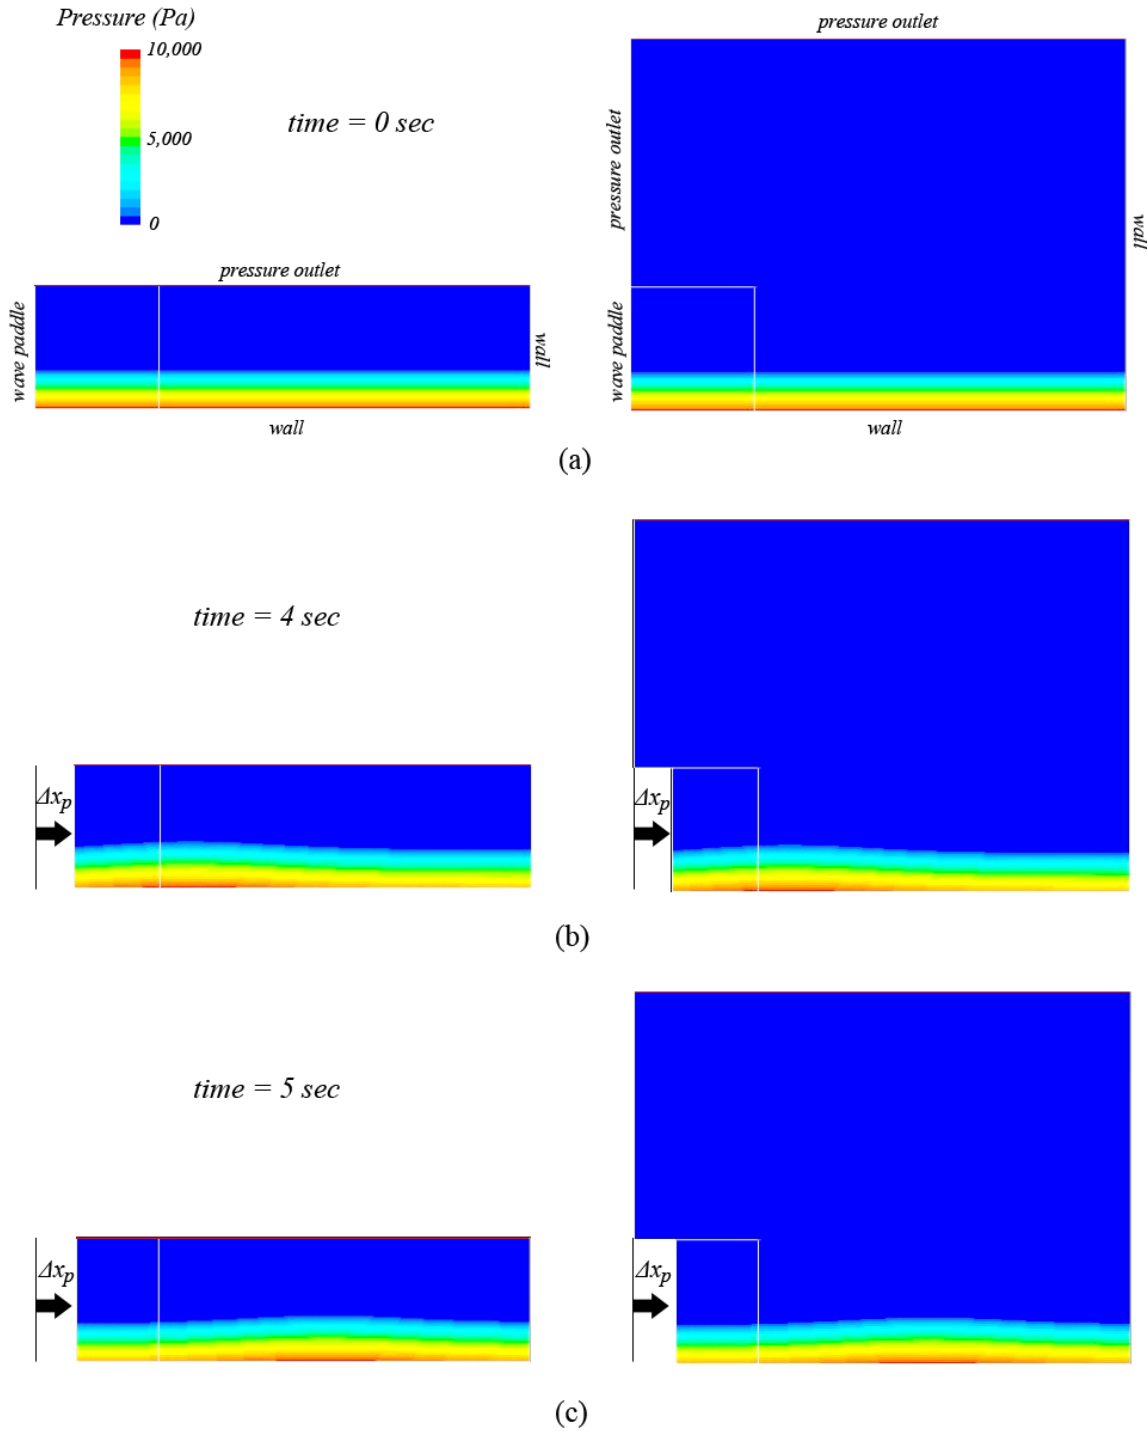 Pressure (Pa)
10,000
5,000
0
time = 0 sec
pressure outlet
wave paddle
wall
wall
pressure outlet
pressure outlet
wave paddle
wall
wall
(a)
time = 4 sec
Δxp
Δxp
(b)
time = 5 sec
Δxp
Δxp
(c)